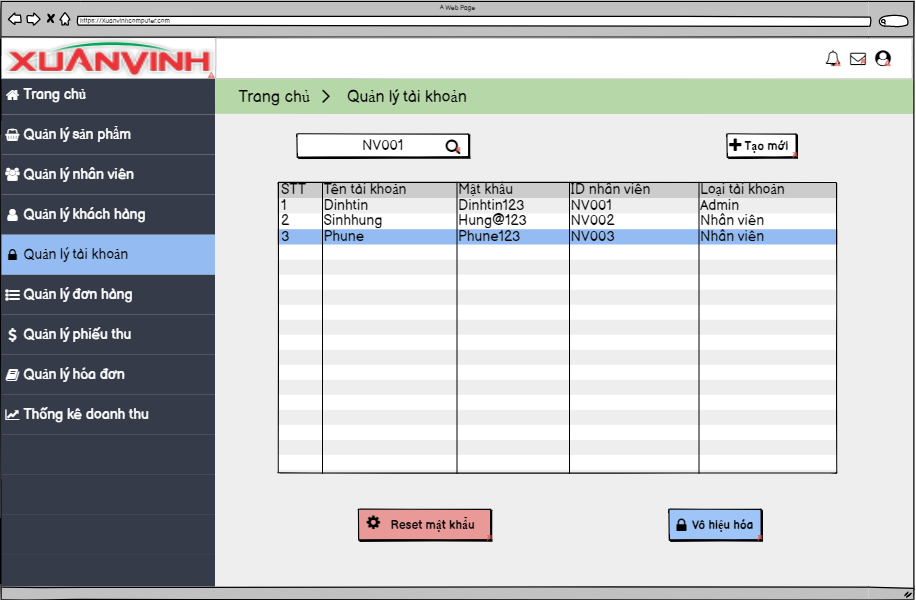 A Web Page
https://xuanvinhcomputer.com
XUANVINH
Trang chủ
Quản lý sản phẩm
Quản lý nhân viên
Quản lý khách hàng
Quản lý tài khoản
Quản lý đơn hàng
Quản lý phiếu thu
Quản lý hóa đơn
Thống kê doanh thu
Trang chủ > Quản lý tài khoản
NV001
Tạo mới
STT Tên tài khoản Mật khẩu ID nhân viên Loại tài khoản
1 Dinhtin Dinhtin123 NV001 Admin
2 Sinhhung Hung@123 NV002 Nhân viên
3 Phune Phune123 NV003 Nhân viên
Reset mật khẩu
Vô hiệu hóa